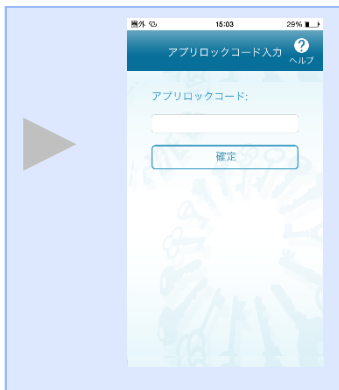 圏外 15:03 29%
アプリロックコード入力 ?
ヘルプ
アプリロックコード:
確定